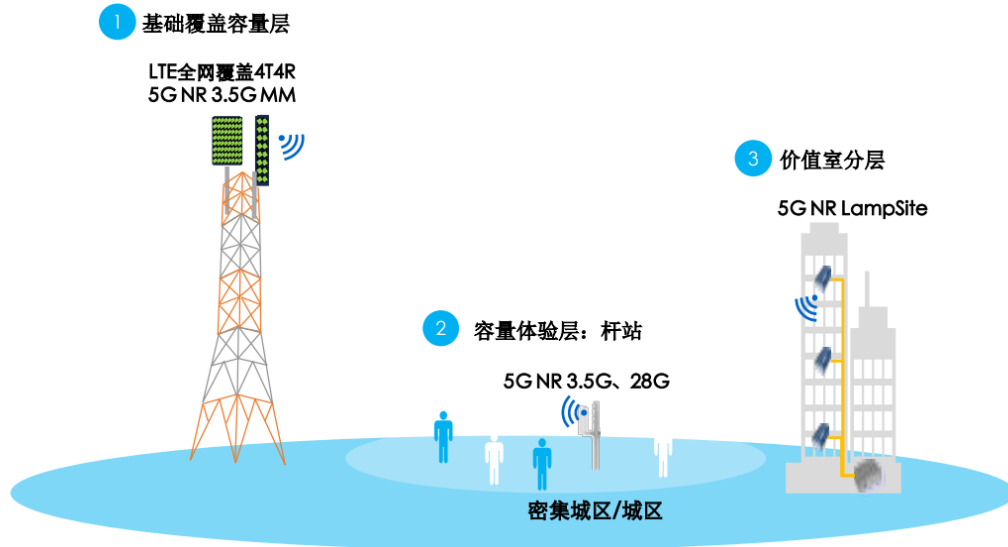 1 基础覆盖容量层
LTE全网覆盖4T4R
5G NR 3.5G MM
3 价值室分层
5G NR LampSite
2 容量体验层：杆站
5G NR 3.5G、28G
密集城区/城区